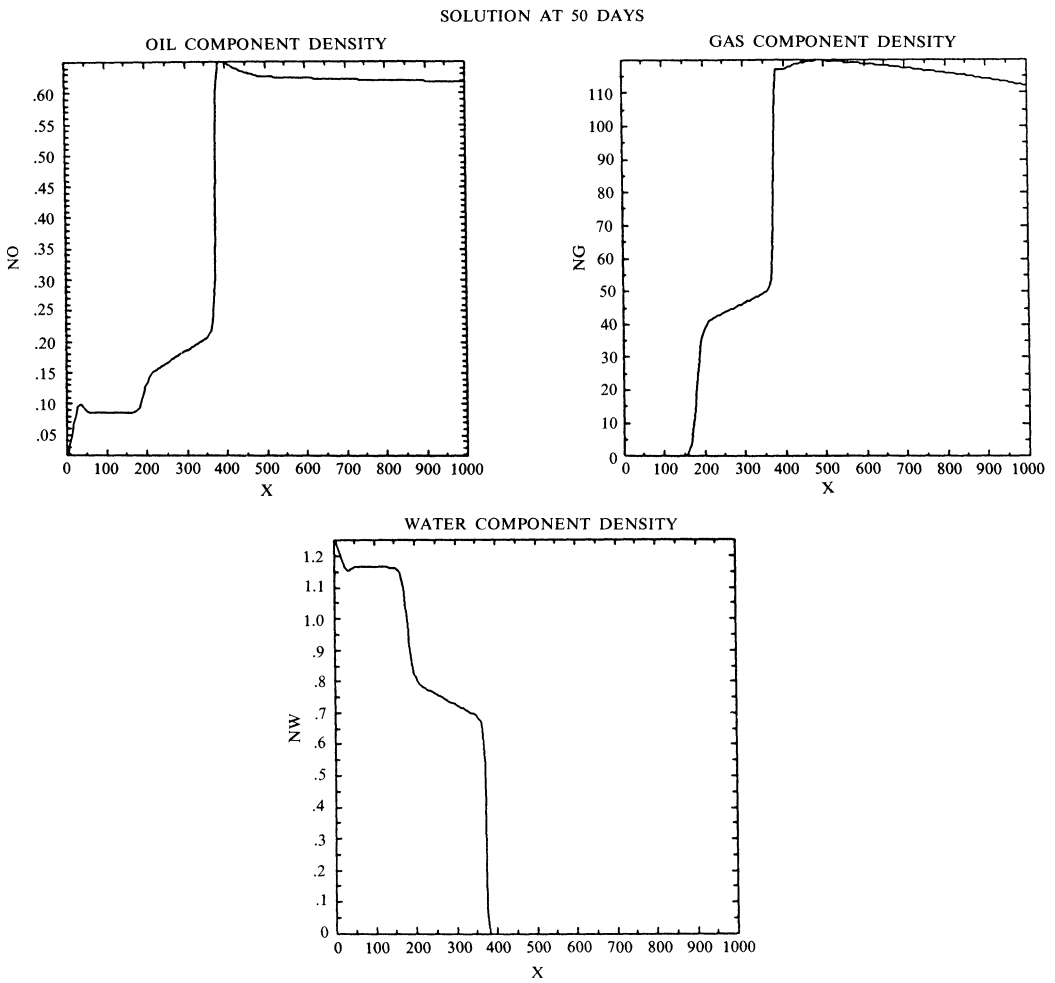 SOLUTION AT 50 DAYS
OIL COMPONENT DENSITY
.60
.55
.50
.45
.40
.30
.25
.20
.15
.10
.05
NO
0 100 200 300 400 500 600 700 800 900 1000
X
GAS COMPONENT DENSITY
110
100
90
80
70
60
50
40
30
20
10
0
NG
0 100 200 300 400 500 600 700 800 900 1000
X
WATER COMPONENT DENSITY
1.2
1.1
1.0
.9
.8
.7
.6
.5
.4
.3
.2
.1
0
NW
0 100 200 300 400 500 600 700 800 900 1000
X